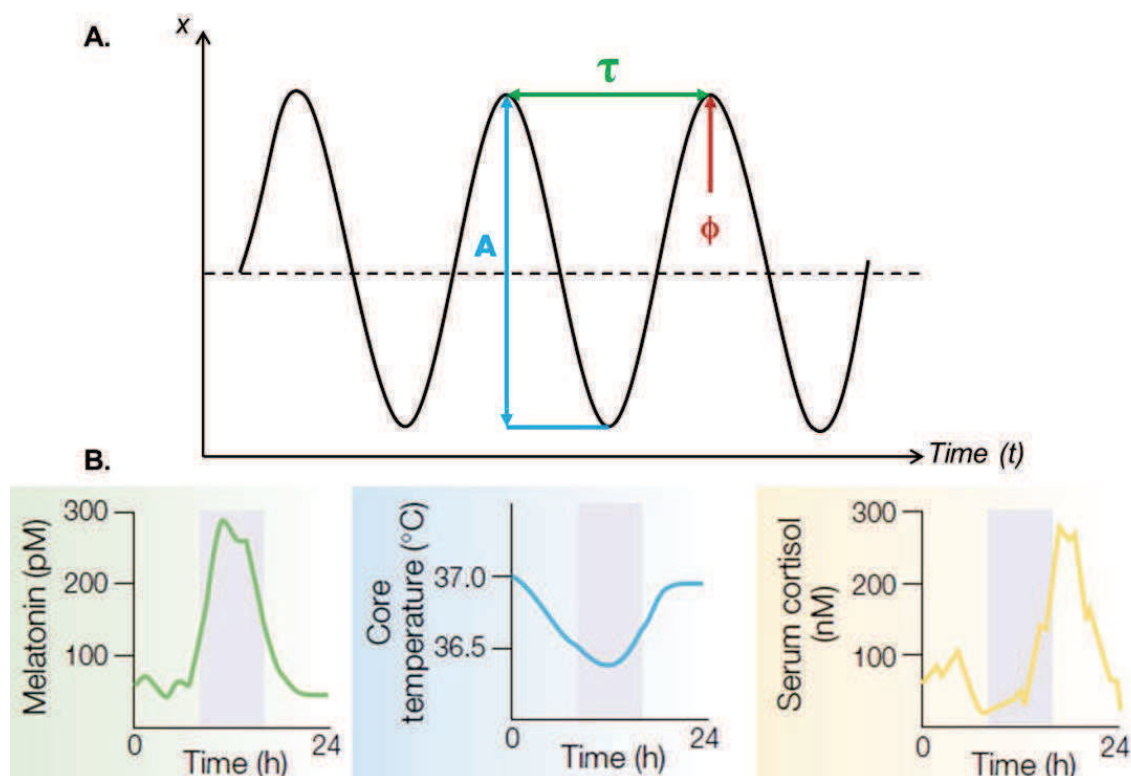 A.
x
τ
A
ϕ
Time (t)
B.
Melatonin (pM)
300
200
100
0
24
Time (h)
Core
temperature (°C)
37.0
36.5
0
24
Time (h)
Serum cortisol
(nM)
300
200
100
0
24
Time (h)